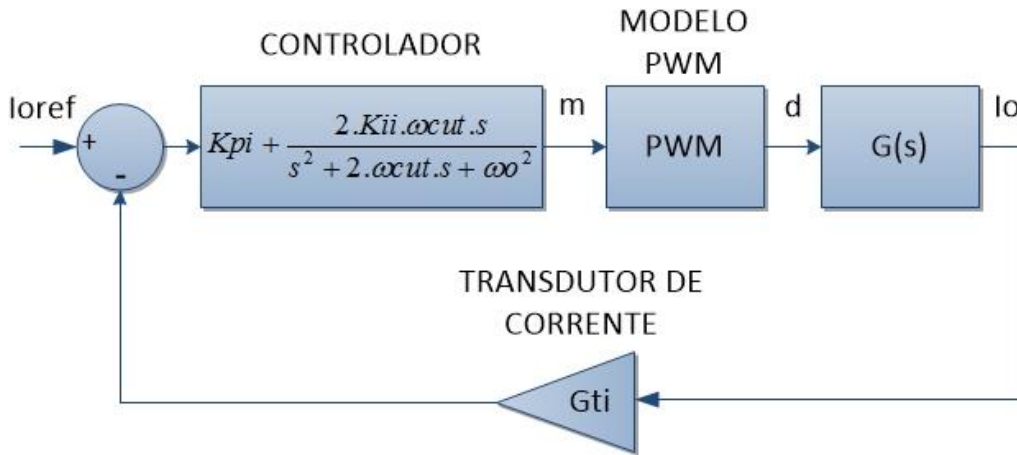 CONTROLADOR
MODELO
PWM
Ioref
+
-
Kpi + 2.Kii.ωcut.s
s² + 2.ωcut.s + ωo²
m
PWM
d
G(s)
Io
TRANSDUTOR DE
CORRENTE
Gti